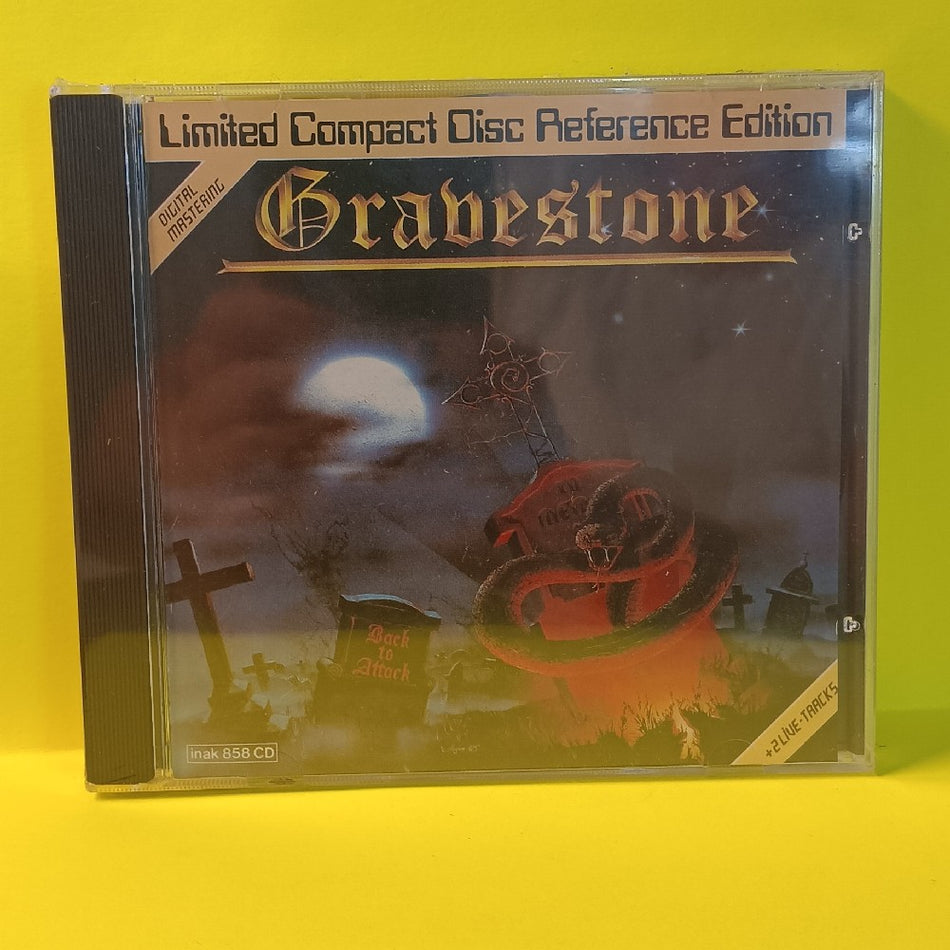 Limited Compact Disc Reference Edition
DIGITAL
MASTERING
Gravestone
Back
to
Attack
inak 858 CD
+2 LIVE-TRACKS